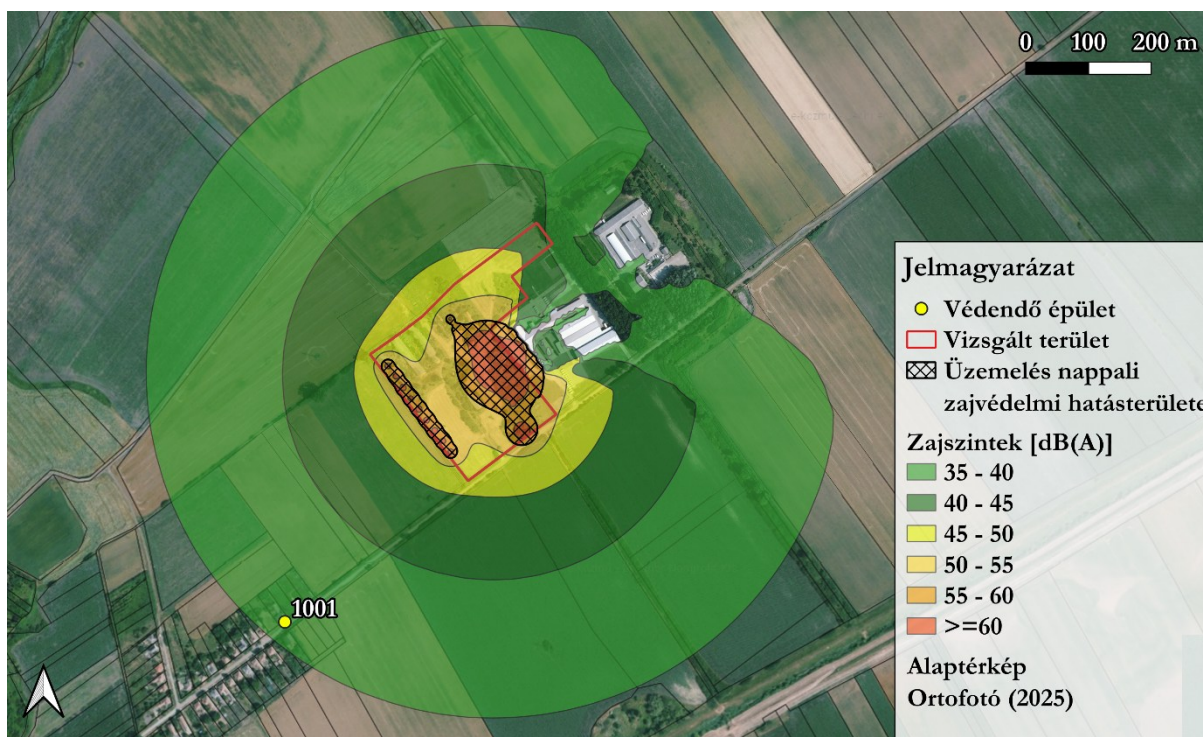 0 100 200 m
Jelmagyarázat
Védendő épület
Vizsgált terület
Üzemelés nappali
zajvédelmi hatásterülete
Zajszintek [dB(A)]
35 - 40
40 - 45
45 - 50
50 - 55
55 - 60
>=60
Alaptérkép
Ortofotó (2025)
1001